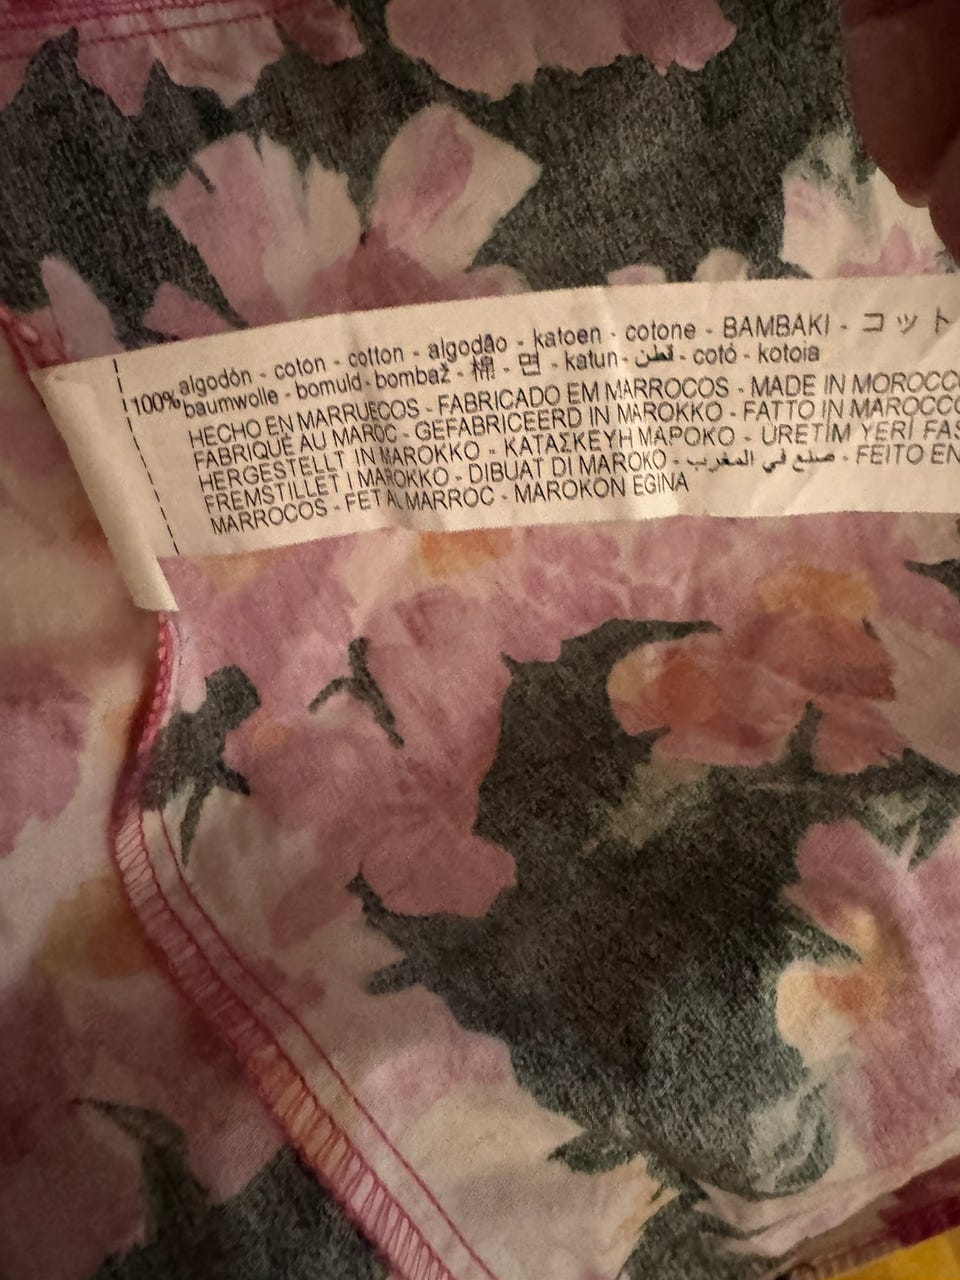 algodón - coton - cotton - algodão - katoen - cotone - BAMBAKI - コット
100% baumwolle - bomuld - bombaž - 棉 - 면 - katun - قطن - cotó - kotoia
HECHO EN MARRUECOS - FABRICADO EM MARROCOS - MADE IN MOROCC
FABRIQUÉ AU MAROC - GEFABRICEERD IN MAROKKO - FATTO IN MAROCCO
HERGESTELLT IN MAROKKO - ΚΑΤΑΣΚΕΥΗ ΜΑΡΟΚΟ - URETİM YERİ FAS
FREMSTILLET I MAROKKO - DIBUAT DI MAROKO - صنع في المغرب - FEITO EN
MARROCOS - FET AL MARROC - MAROKON EGINA